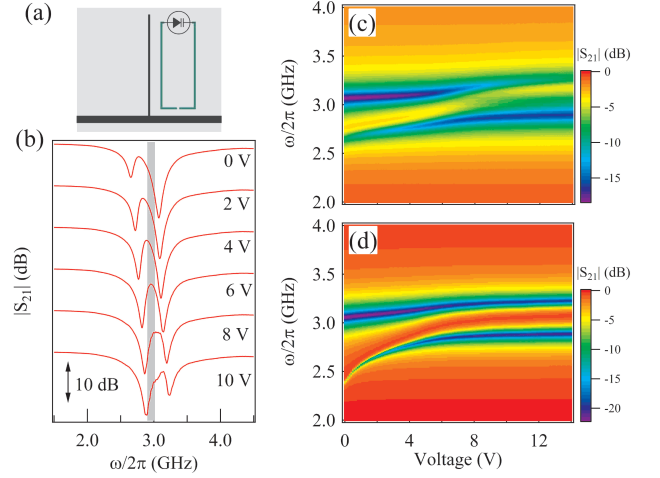 (a)
(b)
0 V
2 V
4 V
6 V
8 V
10 V
10 dB
|S21| (dB)
2.0 3.0 4.0
ω/2π (GHz)
(c)
4.0
3.5
3.0
2.5
2.0
ω/2π (GHz)
|S21| (dB)
0
-5
-10
-15
(d)
4.0
3.5
3.0
2.5
2.0
ω/2π (GHz)
0 4 8 12
Voltage (V)
|S21| (dB)
0
-5
-10
-15
-20